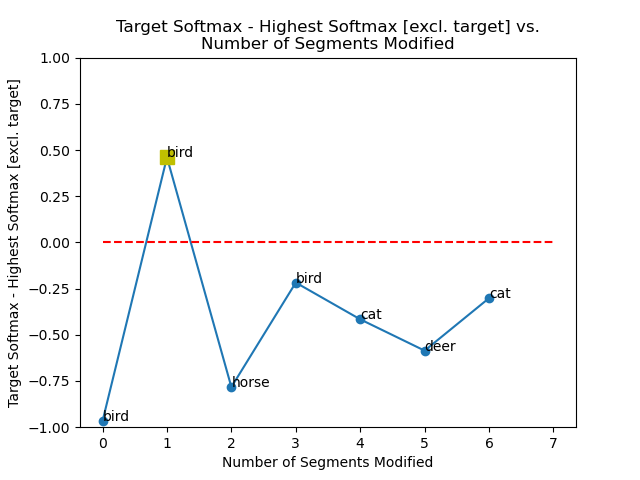 Target Softmax - Highest Softmax [excl. target] vs.
Number of Segments Modified
Target Softmax - Highest Softmax [excl. target]
1.00
0.75
0.50
0.25
0.00
−0.25
−0.50
−0.75
−1.00
bird
bird
horse
bird
cat
deer
cat
0 1 2 3 4 5 6 7
Number of Segments Modified